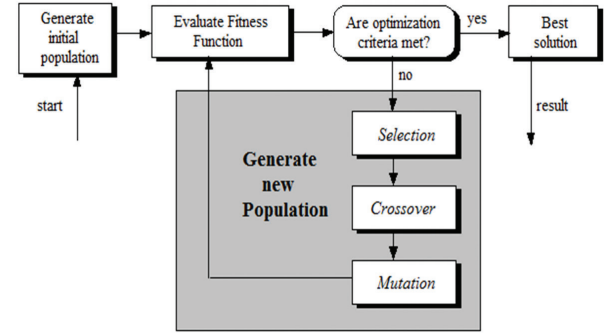 Generate
initial
population
Evaluate Fitness
Function
Are optimization
criteria met?
yes
Best
solution
start
no
result
Selection
Generate
new
Population
Crossover
Mutation